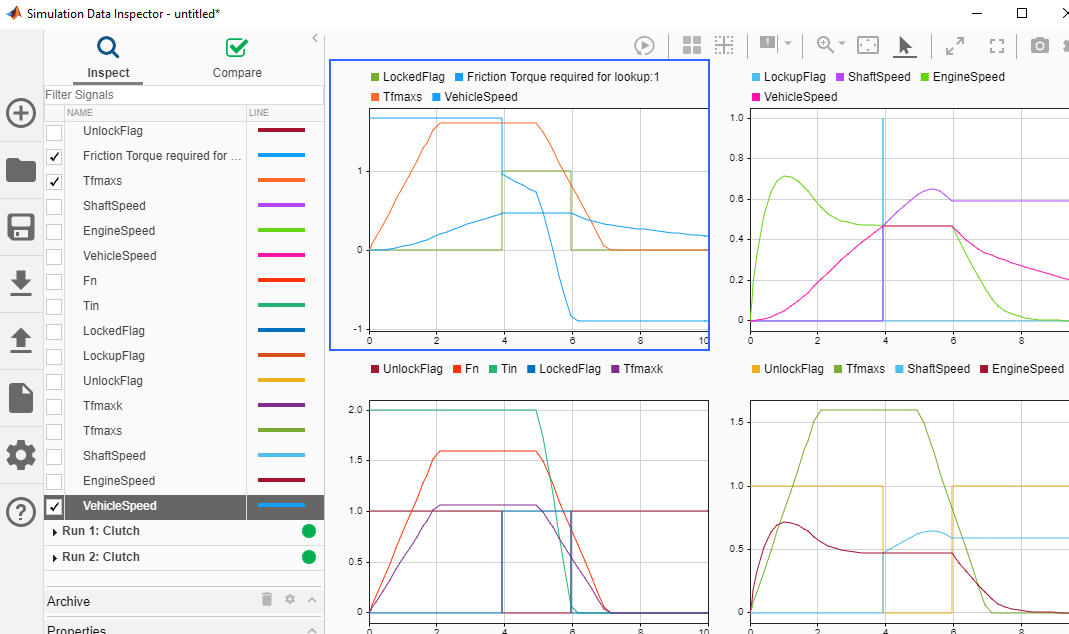 Simulation Data Inspector - untitled*
Inspect
Compare
1
Filter Signals
NAME LINE
UnlockFlag
Friction Torque required for ...
Tfmaxs
ShaftSpeed
EngineSpeed
VehicleSpeed
Fn
Tin
LockedFlag
LockupFlag
UnlockFlag
Tfmaxk
Tfmaxs
ShaftSpeed
EngineSpeed
VehicleSpeed
Run 1: Clutch
Run 2: Clutch
Archive
Properties
LockedFlag Friction Torque required for lookup:1
Tfmaxs VehicleSpeed
1
0
-1
0 2 4 6 8 10
LockupFlag ShaftSpeed EngineSpeed
VehicleSpeed
1.0
0.8
0.6
0.4
0.2
0
0 2 4 6 8
UnlockFlag Fn Tin LockedFlag Tfmaxk
2.0
1.5
1.0
0.5
0
0 2 4 6 8 10
UnlockFlag Tfmaxs ShaftSpeed EngineSpeed
1.5
1.0
0.5
0
0 2 4 6 8